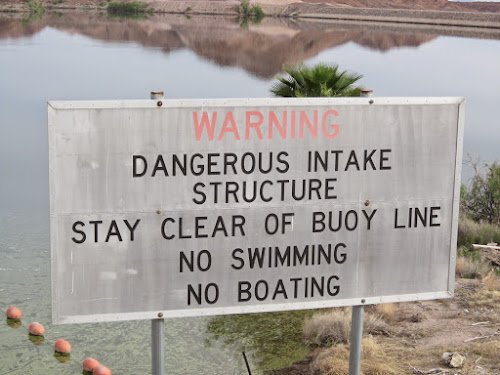 WARNING
DANGEROUS INTAKE
STRUCTURE
STAY CLEAR OF BUOY LINE
NO SWIMMING
NO BOATING